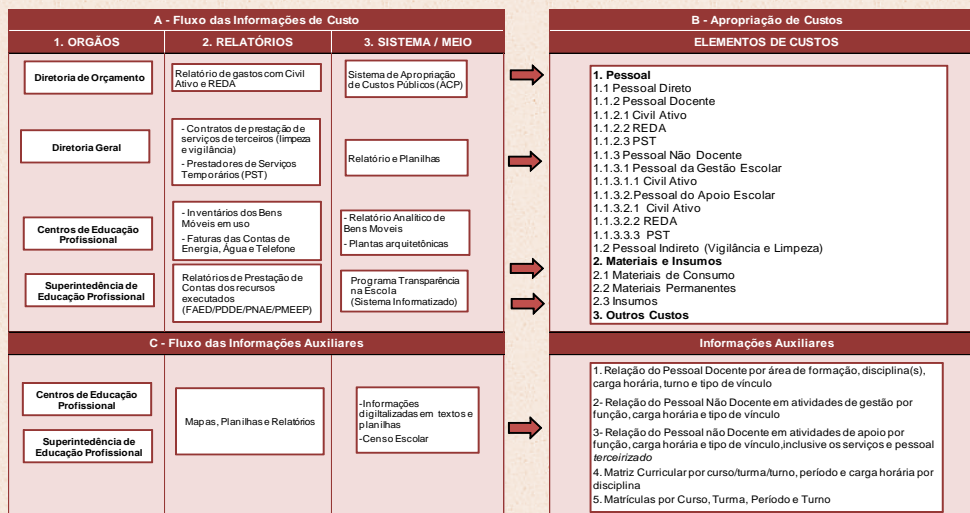 A - Fluxo das Informações de Custo
1. ORGÃOS
2. RELATÓRIOS
3. SISTEMA / MEIO
Diretoria de Orçamento
Relatório de gastos com Civil
Ativo e REDA
Sistema de Apropriação
de Custos Públicos (ACP)
Diretoria Geral
- Contratos de prestação de
serviços de terceiros (limpeza
e vigilância)
- Prestadores de Serviços
Temporários (PST)
Relatório e Planilhas
Centros de Educação
Profissional
- Inventários dos Bens
Móveis em uso
- Faturas das Contas de
Energia, Água e Telefone
- Relatório Analítico de
Bens Moveis
- Plantas arquitetônicas
Superintedência de
Educação Profissional
Relatórios de Prestação de
Contas dos recursos
executados
(FAED/PDDE/PNAE/PMEEP)
Programa Transparência
na Escola
(Sistema Informatizado)
B - Apropriação de Custos
ELEMENTOS DE CUSTOS
1. Pessoal
1.1 Pessoal Direto
1.1.2 Pessoal Docente
1.1.2.1 Civil Ativo
1.1.2.2 REDA
1.1.2.3 PST
1.1.3 Pessoal Não Docente
1.1.3.1 Pessoal da Gestão Escolar
1.1.3.1.1 Civil Ativo
1.1.3.2.Pessoal do Apoio Escolar
1.1.3.2.1 Civil Ativo
1.1.3.2.2 REDA
1.1.3.3.3 PST
1.2 Pessoal Indireto (Vigilância e Limpeza)
2. Materiais e Insumos
2.1 Materiais de Consumo
2.2 Materiais Permanentes
2.3 Insumos
3. Outros Custos
C - Fluxo das Informações Auxiliares
Centros de Educação
Profissional
Superintedência de
Educação Profissional
Mapas, Planilhas e Relatórios
-Informações
digiltalizadas em textos e
planilhas
-Censo Escolar
Informações Auxiliares
1. Relação do Pessoal Docente por área de formação, disciplina(s),
carga horária, turno e tipo de vínculo
2- Relação do Pessoal Não Docente em atividades de gestão por
função, carga horária e tipo de vínculo
3- Relação do Pessoal não Docente em atividades de apoio por
função, carga horária e tipo de vínculo,inclusive os serviços e pessoal
terceirizado
4. Matriz Curricular por curso/turma/turno, período e carga horária por
disciplina
5. Matrículas por Curso, Turma, Período e Turno